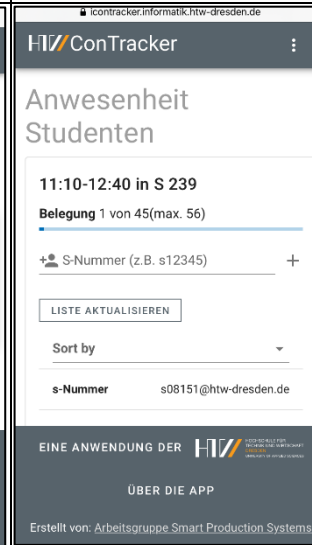 icontracker.informatik.htw-dresden.de
HTW ConTracker
Anwesenheit
Studenten
11:10-12:40 in S 239
Belegung 1 von 45(max. 56)
S-Nummer (z.B. s12345)
LISTE AKTUALISIEREN
Sort by
s-Nummer s08151@htw-dresden.de
EINE ANWENDUNG DER HTW
ÜBER DIE APP
Erstellt von: Arbeitsgruppe Smart Production Systems